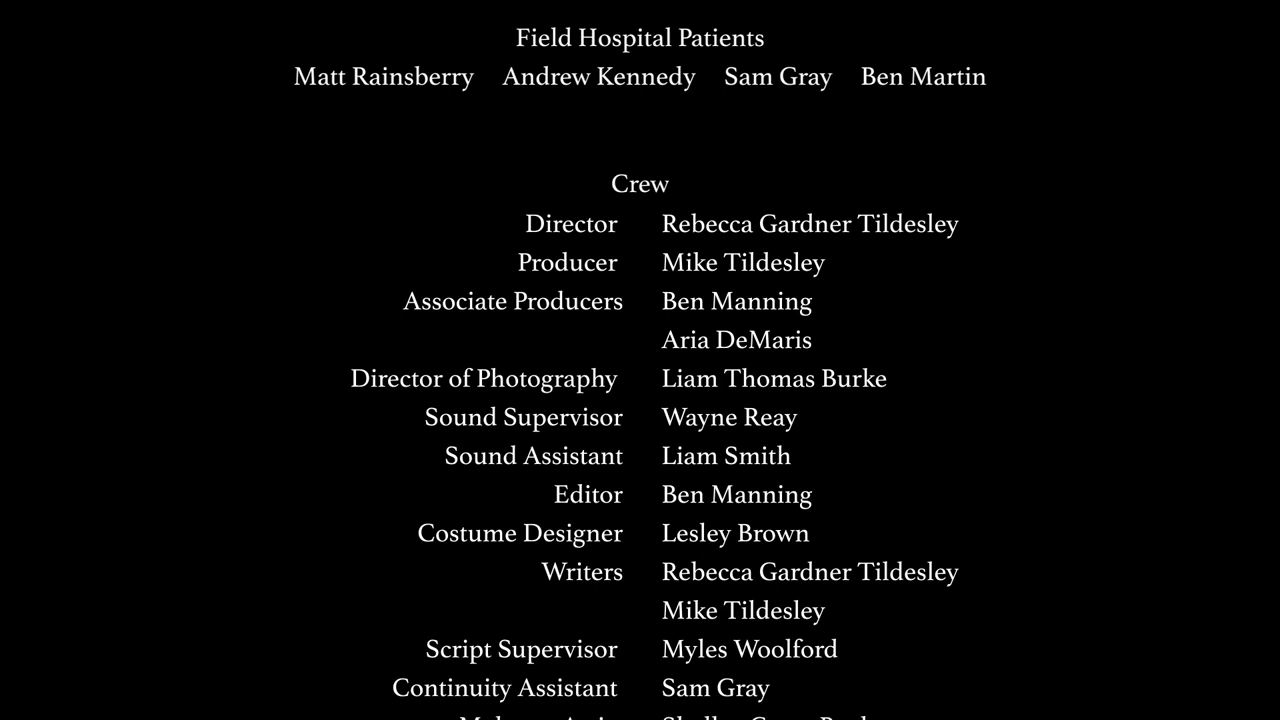 Field Hospital Patients
Matt Rainsberry Andrew Kennedy Sam Gray Ben Martin
Crew
Director Rebecca Gardner Tildesley
Producer Mike Tildesley
Associate Producers Ben Manning
Aria DeMaris
Director of Photography Liam Thomas Burke
Sound Supervisor Wayne Reay
Sound Assistant Liam Smith
Editor Ben Manning
Costume Designer Lesley Brown
Writers Rebecca Gardner Tildesley
Mike Tildesley
Script Supervisor Myles Woolford
Continuity Assistant Sam Gray